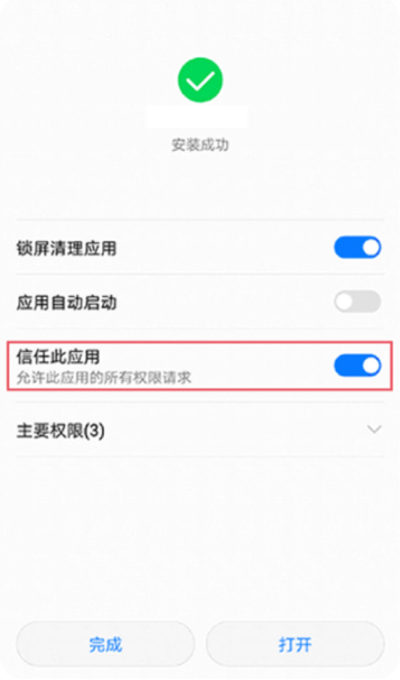 安装成功
锁屏清理应用
应用自动启动
信任此应用
允许此应用的所有权限请求
主要权限(3)
完成
打开